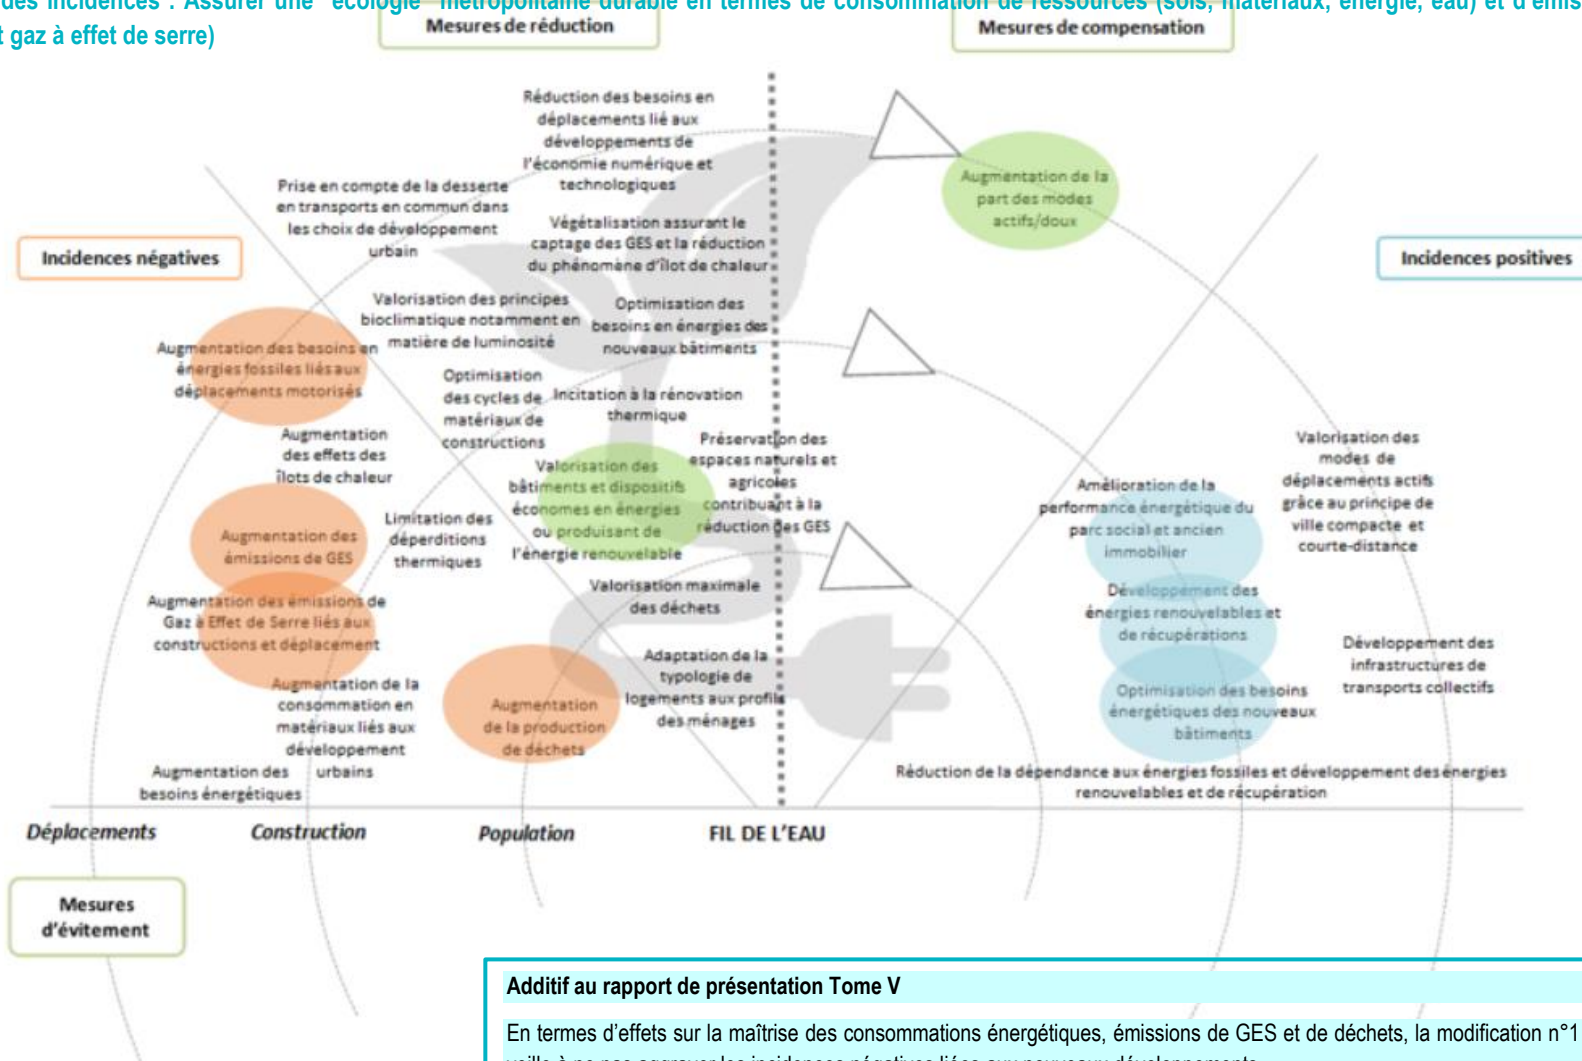 des incidences : Assurer une "écologie" métropolitaine durable en termes de consommation de ressources (sols, matériaux, énergie, eau) et d'émis
t gaz à effet de serre)
Mesures de réduction
Mesures de compensation
Réduction des besoins en
déplacements lié aux
développements de
l'économie numérique et
technologiques
Prise en compte de la desserte
en transports en commun dans
les choix de dévelopement
urbain
Végétalisation assurant le
captage des GES et la réduction
du phénomène d'îlot de chaleur
Augmentation de la
part des modes
actifs/doux
Incidences négatives
Incidences positives
Valorisation des principes
bioclimatique notamment en
matière de luminosité
Optimisation des
besoins en énergies des
nouveaux bâtiments
Augmentation des besoins en
énergies fossiles liés aux
déplacements motorisés
Optimisation
des cycles de
matériaux de
constructions
Incitation à la rénovation
thermique
Augmentation
des effets des
îlots de chaleur
Préservation des
espaces naturels et
agricoles
contribuant à la
réduction des GES
Valorisation des
bâtiments et dispositifs
économes en énergies
ou produisant de
l'énergie renouvelable
Valorisation des
modes de
déplacements actifs
grâce au principe de
ville compacte et
courte-distance
Amélioration de la
performance énergétique du
parc social et ancien
immobilier
Augmentation des
émissions de GES
Limitation des
déperditions
thermiques
Valorisation maximale
des déchets
Développement des
énergies renouvelables et
de récupérations
Augmentation des émissions de
Gaz à Effet de Serre liés aux
constructions et déplacement
Développement des
infrastructures de
transports collectifs
Adaptation de la
typologie de
logements aux profils
des ménages
Augmentation de la
consommation en
matériaux liés aux
développement
urbains
Augmentation
de la production
de déchets
Optimisation des besoins
énergétiques des nouveaux
bâtiments
Augmentation des
besoins énergétiques
Réduction de la dépendance aux énergies fossiles et développement des énergies
renouvelables et de récupération
Déplacements
Construction
Population
FIL DE L'EAU
Mesures
d'évitement
Additif au rapport de présentation Tome V
En termes d'effets sur la maîtrise des consommations énergétiques, émissions de GES et de déchets, la modification n°1
veille à ne pas aggraver les incidences négatives liées aux nouveaux développements